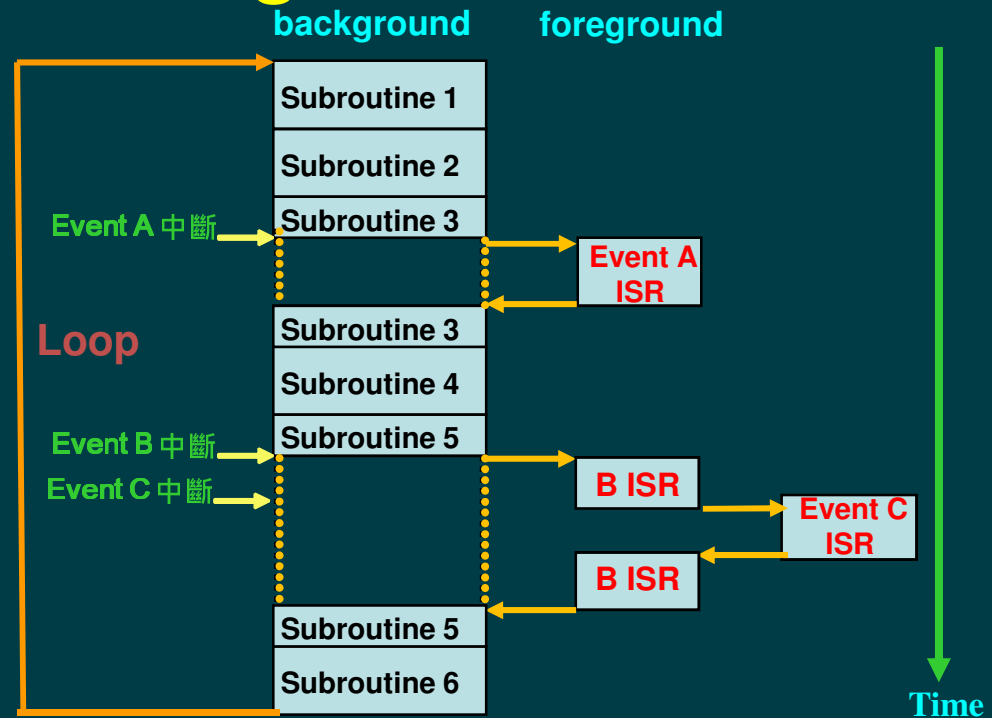 background
foreground
Subroutine 1
Subroutine 2
Subroutine 3
Event A 中斷
Event A
ISR
Loop
Subroutine 3
Subroutine 4
Subroutine 5
Event B 中斷
Event C 中斷
B ISR
Event C
ISR
B ISR
Subroutine 5
Subroutine 6
Time